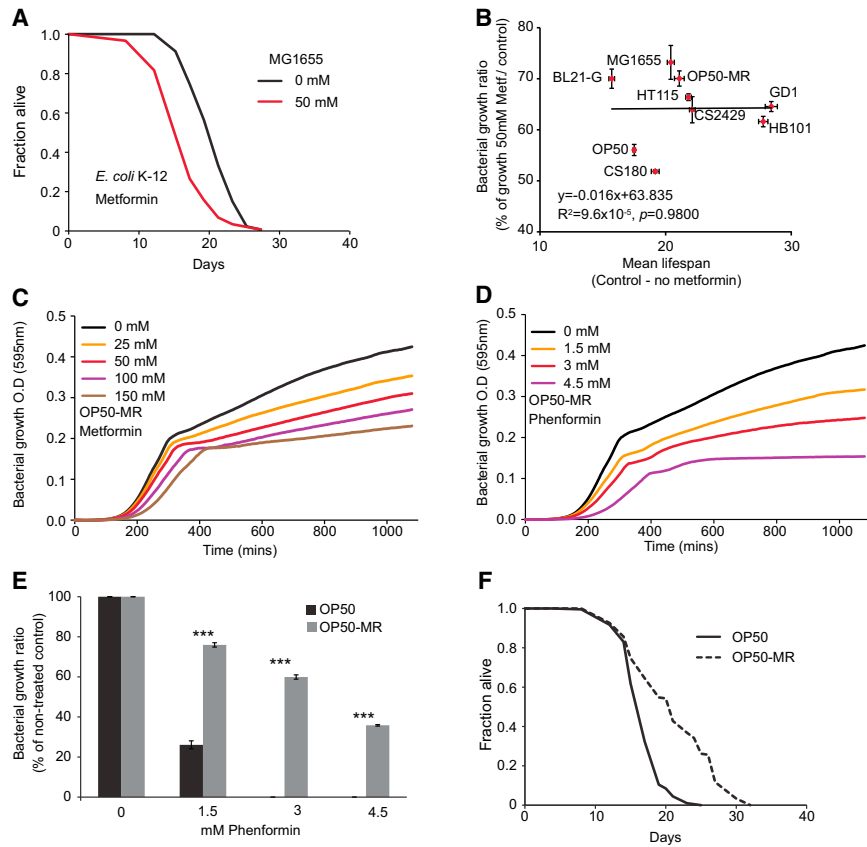 A
Fraction alive
1.0
0.8
0.6
0.4
0.2
0
0
10
20
30
40
Days
MG1655
0 mM
50 mM
E. coli K-12
Metformin
B
Bacterial growth ratio
(% of growth 50mM Metf./ control)
80
70
60
50
40
10
20
30
Mean lifespan
(Control - no metformin)
MG1655
BL21-G
OP50-MR
HT115
GD1
CS2429
HB101
OP50
CS180
y=-0.016x+63.835
R²=9.6x10⁻⁵, p=0.9800
C
Bacterial growth O.D (595nm)
0.5
0.4
0.3
0.2
0.1
0.0
0
200
400
600
800
1000
Time (mins)
0 mM
25 mM
50 mM
100 mM
150 mM
OP50-MR
Metformin
D
Bacterial growth O.D (595nm)
0.5
0.4
0.3
0.2
0.1
0.0
0
200
400
600
800
1000
Time (mins)
0 mM
1.5 mM
3 mM
4.5 mM
OP50-MR
Phenformin
E
Bacterial growth ratio
(% of non-treated control)
100
80
60
40
20
0
0
1.5
3
4.5
mM Phenformin
OP50
OP50-MR
***
***
***
F
Fraction alive
1.0
0.8
0.6
0.4
0.2
0.0
0
10
20
30
40
Days
OP50
OP50-MR